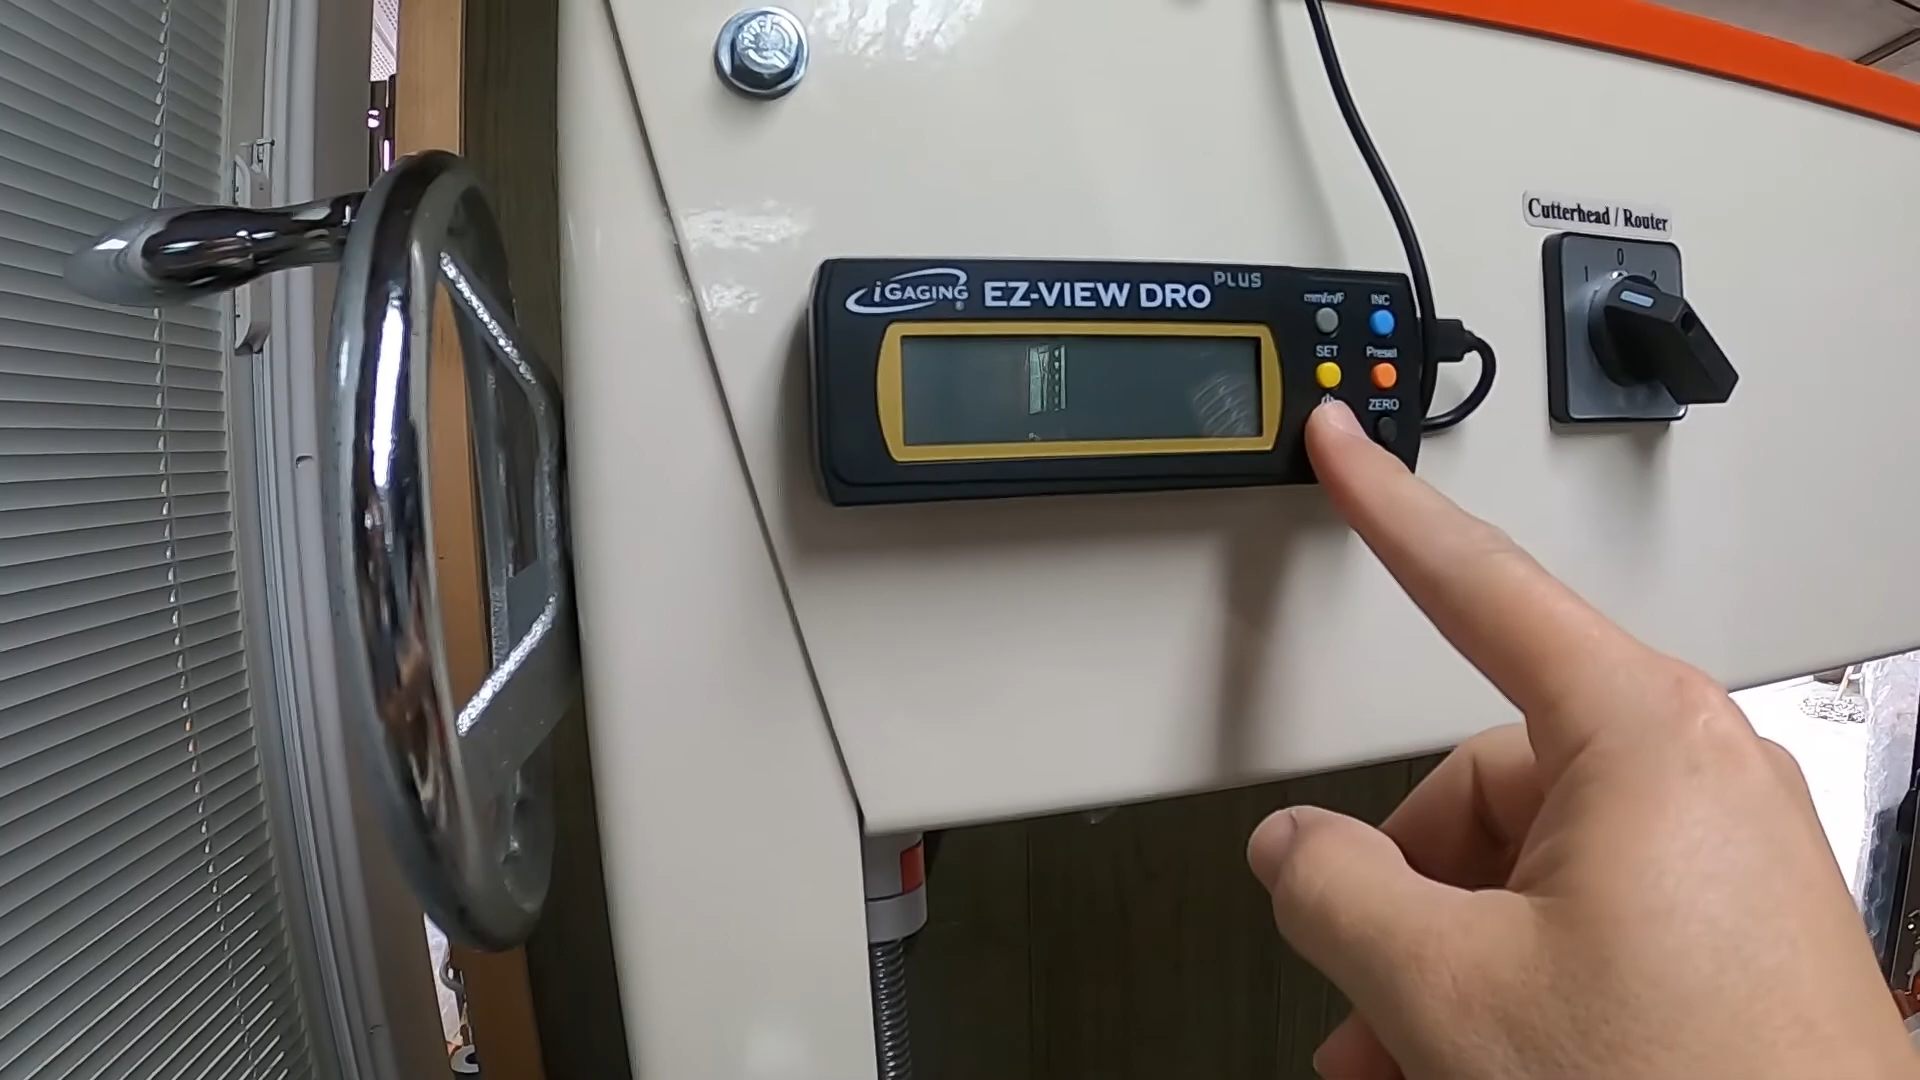 iGAGING® EZ-VIEW DRO PLUS
mm/in/F INC
SET Preset
ZERO
Cutterhead / Router
1 0 2